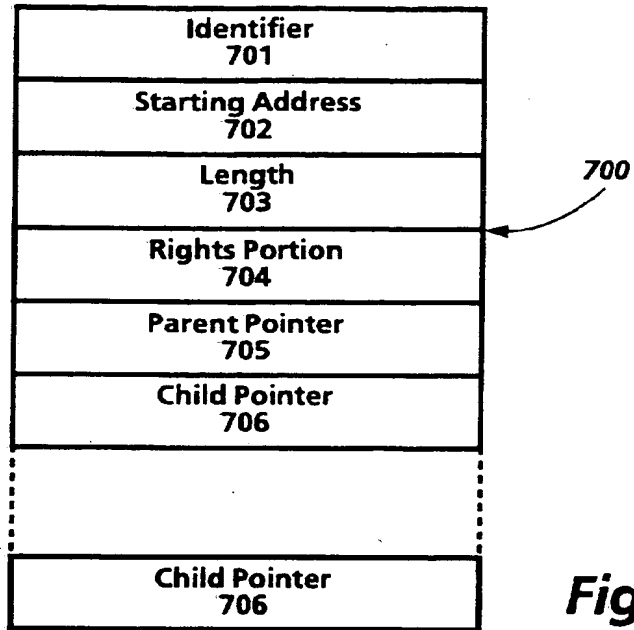 Identifier
701
Starting Address
702
Length
703
700
Rights Portion
704
Parent Pointer
705
Child Pointer
706
Child Pointer
706
Fig